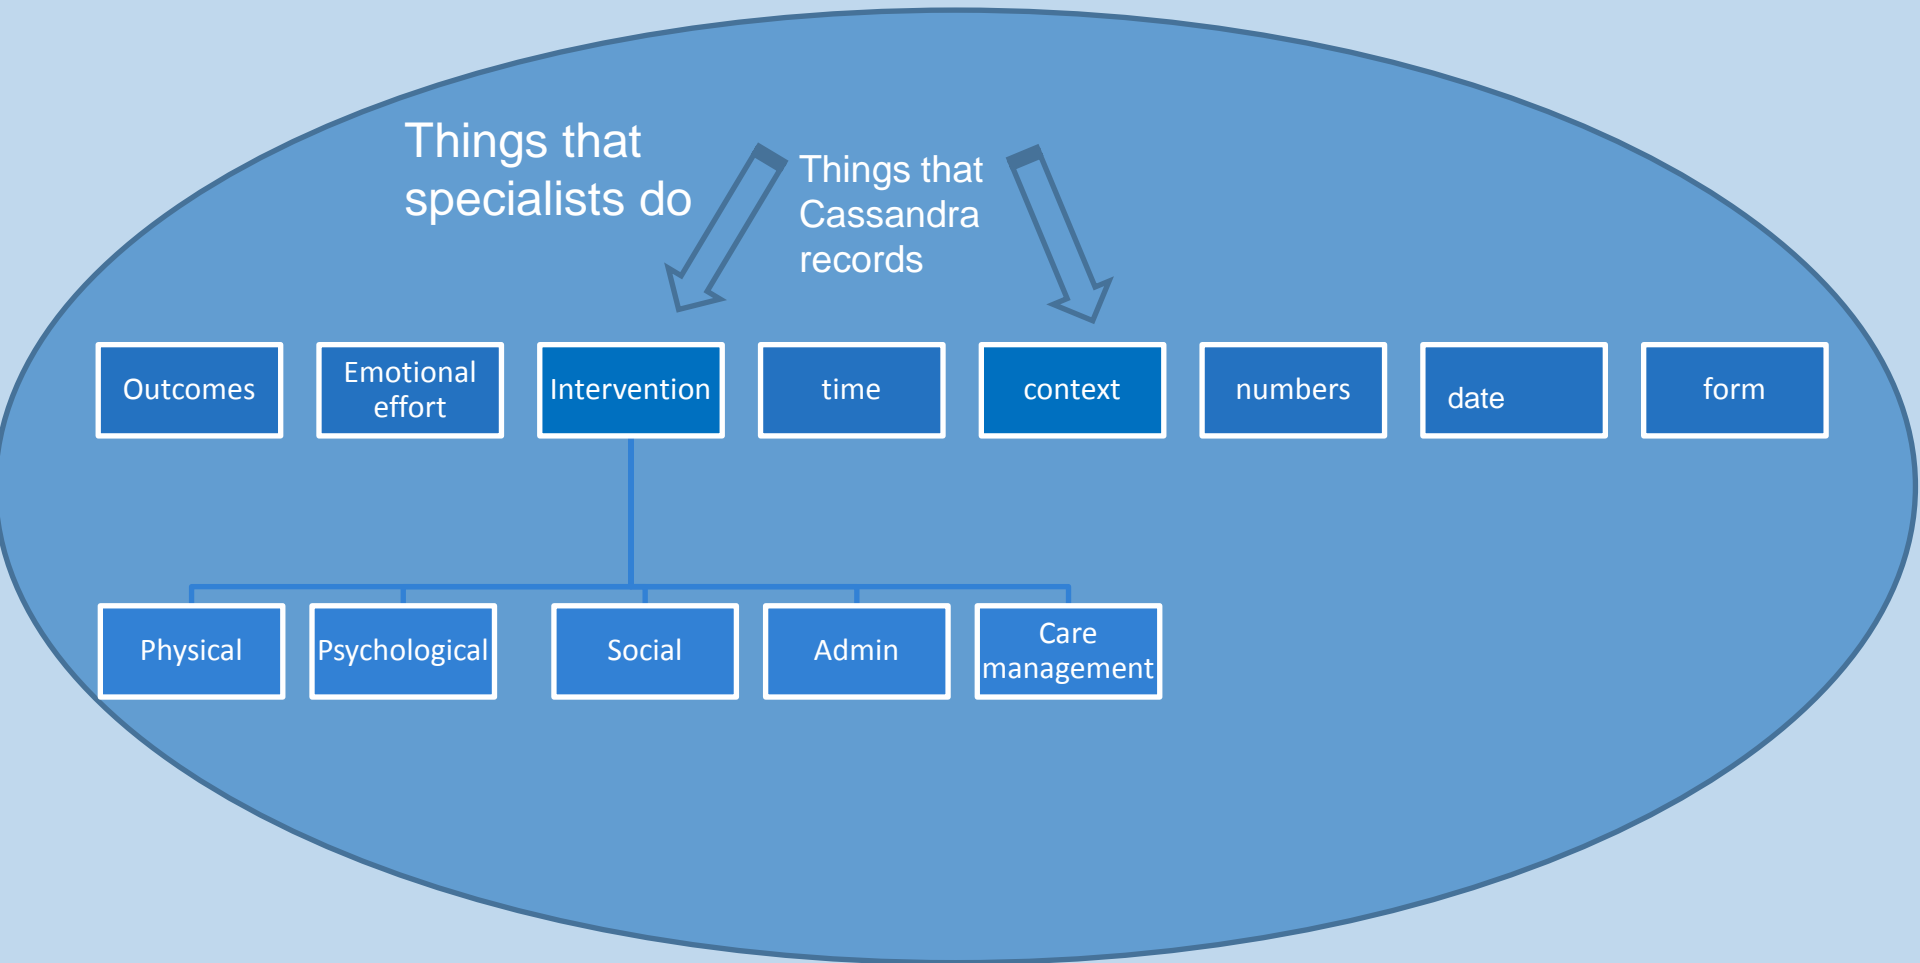 Things that
specialists do
Things that
Cassandra
records
Outcomes
Emotional
effort
Intervention
time
context
numbers
date
form
Physical
Psychological
Social
Admin
Care
management